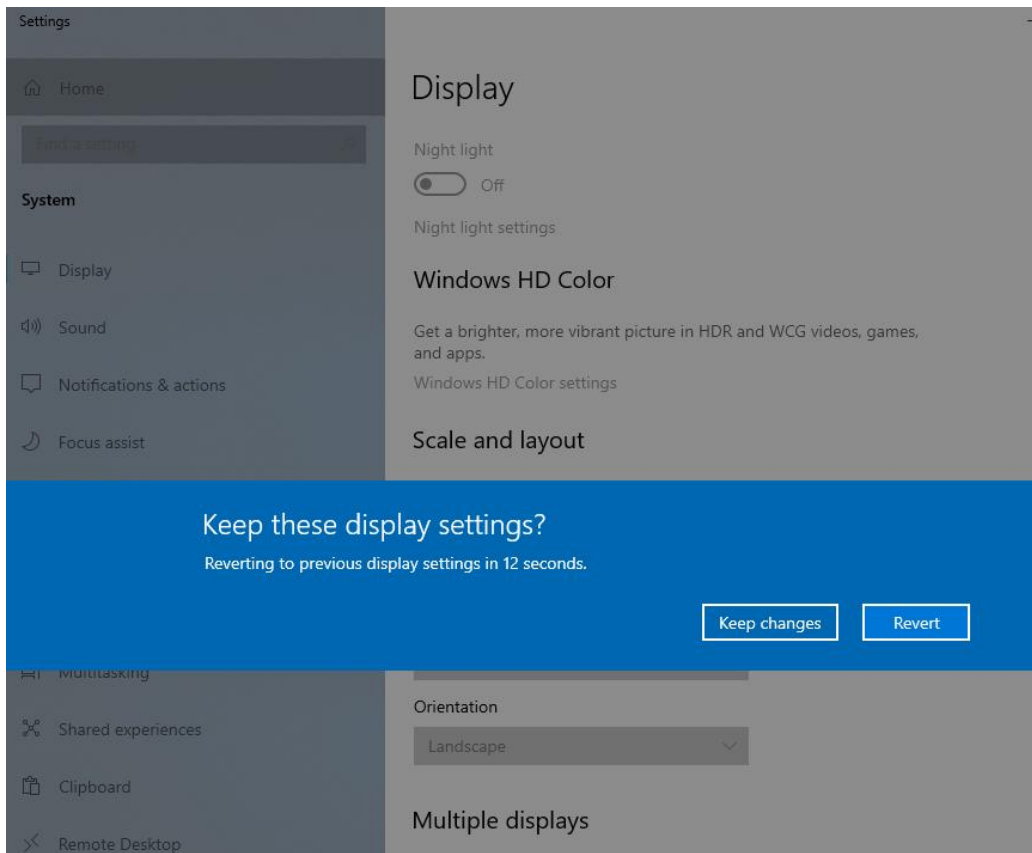 Settings
Home
Find a setting
System
Display
Sound
Notifications & actions
Focus assist
Display
Night light
Off
Night light settings
Windows HD Color
Get a brighter, more vibrant picture in HDR and WCG videos, games,
and apps.
Windows HD Color settings
Scale and layout
Keep these display settings?
Reverting to previous display settings in 12 seconds.
Keep changes
Revert
Multitasking
Shared experiences
Clipboard
Remote Desktop
Orientation
Landscape
Multiple displays